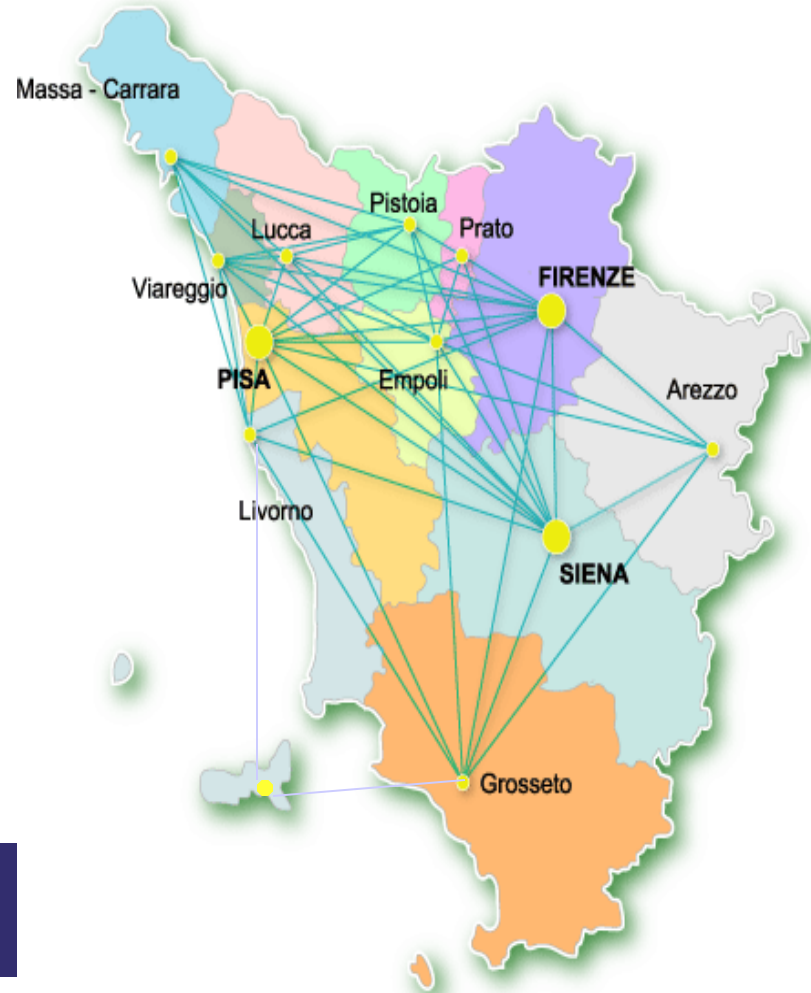 Massa - Carrara
Pistoia
Lucca
Prato
FIRENZE
Viareggio
PISA
Empoli
Arezzo
Livorno
SIENA
Grosseto